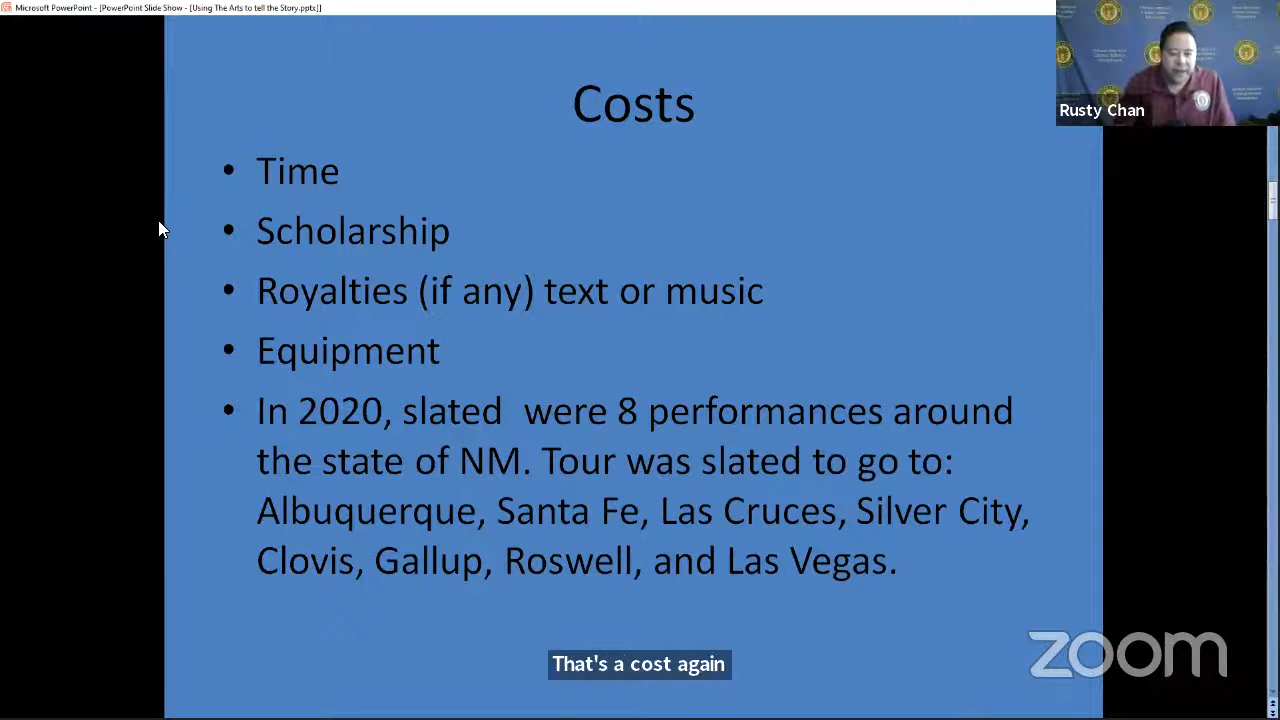 Microsoft PowerPoint - [PowerPoint Slide Show - [Using The Arts to tell the Story.pptx]]
Rusty Chan
Costs
• Time
• Scholarship
• Royalties (if any) text or music
• Equipment
• In 2020, slated  were 8 performances around
the state of NM. Tour was slated to go to:
Albuquerque, Santa Fe, Las Cruces, Silver City,
Clovis, Gallup, Roswell, and Las Vegas.
That's a cost again
zoom